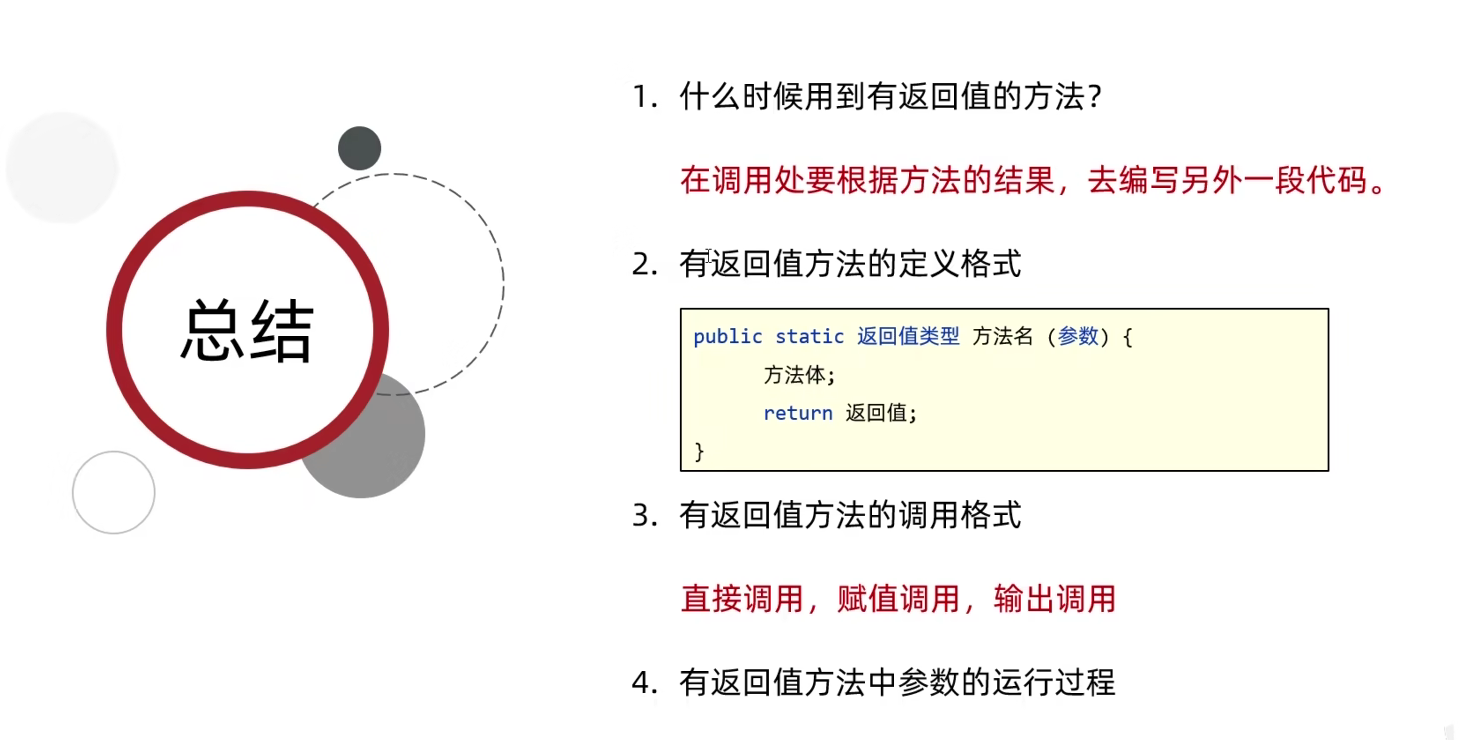 总结
1. 什么时候用到有返回值的方法?
在调用处要根据方法的结果，去编写另外一段代码。
2. 有返回值方法的定义格式
public static 返回值类型 方法名 (参数) {
方法体;
return 返回值;
}
3. 有返回值方法的调用格式
直接调用，赋值调用，输出调用
4. 有返回值方法中参数的运行过程